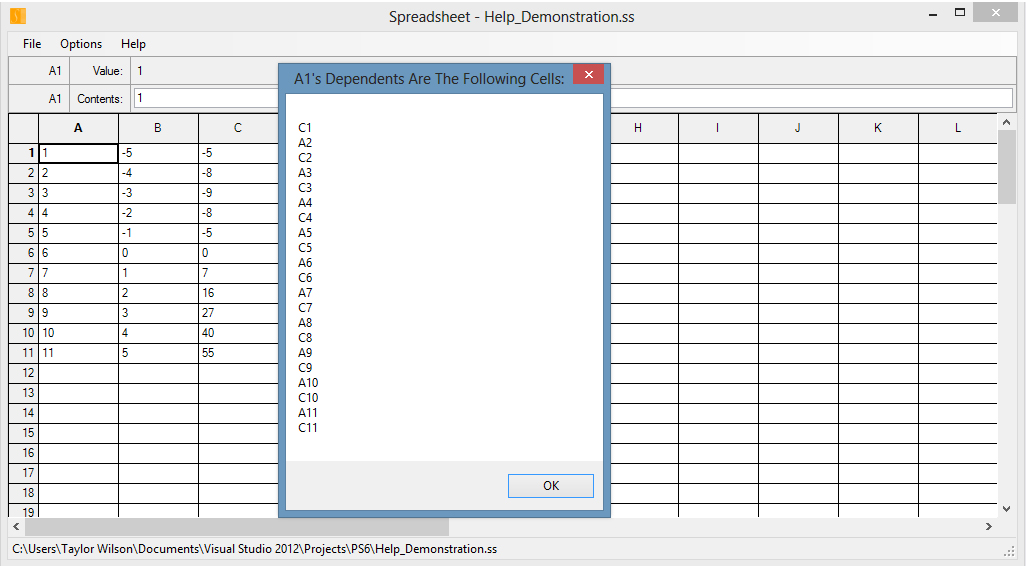 Spreadsheet - Help_Demonstration.ss
File Options Help
A1 Value: 1
A1 Contents: 1
A1's Dependents Are The Following Cells:
C1
A2
C2
A3
C3
A4
C4
A5
C5
A6
C6
A7
C7
A8
C8
A9
C9
A10
C10
A11
C11
OK
A B C H I J K L
1 1 -5 -5
2 2 -4 -8
3 3 -3 -9
4 4 -2 -8
5 5 -1 -5
6 6 0 0
7 7 1 7
8 8 2 16
9 9 3 27
10 10 4 40
11 11 5 55
12
13
14
15
16
17
18
19
C:\Users\Taylor Wilson\Documents\Visual Studio 2012\Projects\PS6\Help_Demonstration.ss